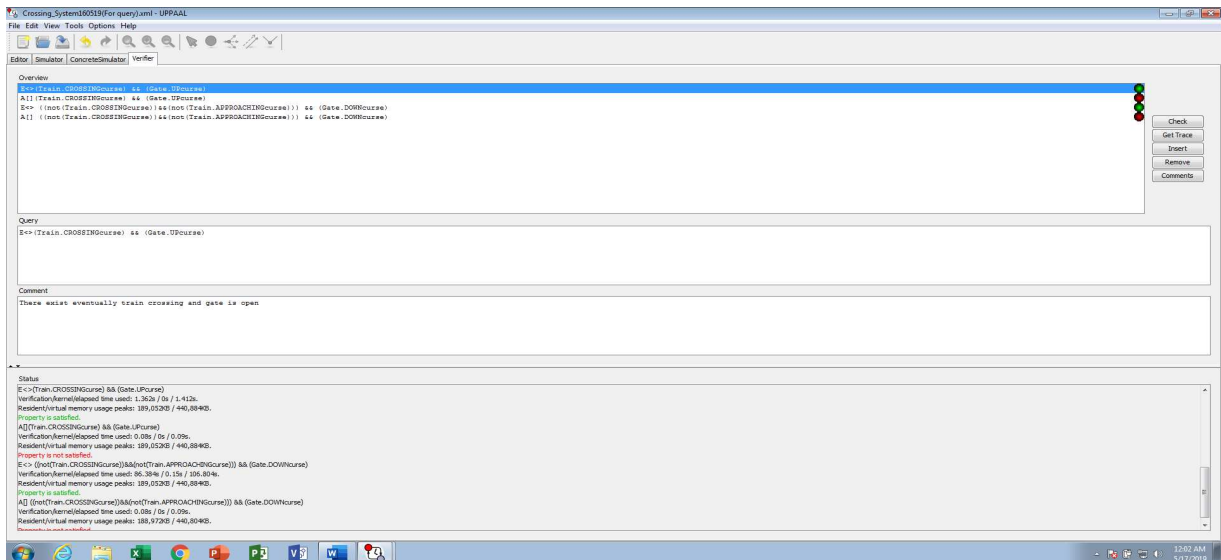 Crossing_System160519(For query).xml - UPPAAL
File Edit View Tools Options Help
Editor Simulator ConcreteSimulator Verifier
Overview
E<>(Train.CROSSINGcurse) && (Gate.UPcurse)
A[](Train.CROSSINGcurse) && (Gate.UPcurse)
E<> ((not(Train.CROSSINGcurse))&&(not(Train.APPROACHINGcurse))) && (Gate.DOWNcurse)
A[] ((not(Train.CROSSINGcurse))&&(not(Train.APPROACHINGcurse))) && (Gate.DOWNcurse)
Check
Get Trace
Insert
Remove
Comments
Query
E<>(Train.CROSSINGcurse) && (Gate.UPcurse)
Comment
There exist eventually train crossing and gate is open
Status
E<>(Train.CROSSINGcurse) && (Gate.UPcurse)
Verification/kernel/elapsed time used: 1.362s / 0s / 1.412s.
Resident/virtual memory usage peaks: 189,052KB / 440,884KB.
Property is satisfied.
A[](Train.CROSSINGcurse) && (Gate.UPcurse)
Verification/kernel/elapsed time used: 0.08s / 0s / 0.09s.
Resident/virtual memory usage peaks: 189,052KB / 440,884KB.
Property is not satisfied.
E<> ((not(Train.CROSSINGcurse))&&(not(Train.APPROACHINGcurse))) && (Gate.DOWNcurse)
Verification/kernel/elapsed time used: 86.384s / 0.15s / 106.804s.
Resident/virtual memory usage peaks: 189,052KB / 440,884KB.
Property is satisfied.
A[] ((not(Train.CROSSINGcurse))&&(not(Train.APPROACHINGcurse))) && (Gate.DOWNcurse)
Verification/kernel/elapsed time used: 0.08s / 0s / 0.09s.
Resident/virtual memory usage peaks: 188,972KB / 440,804KB.
Property is not satisfied.
12:02 AM
5/17/2019